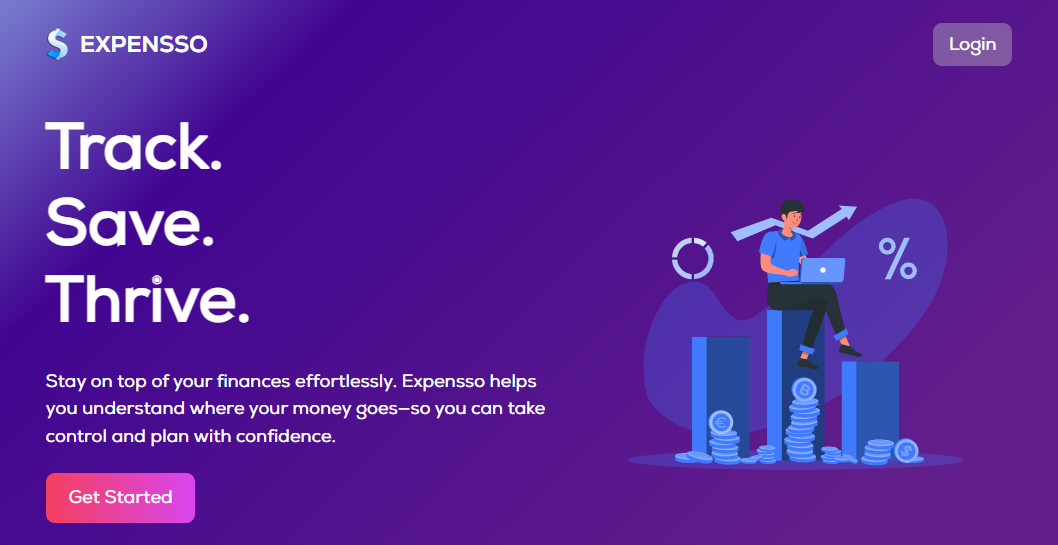 EXPENSSO
Login
Track.
Save.
Thrive.
Stay on top of your finances effortlessly. Expensso helps
you understand where your money goes—so you can take
control and plan with confidence.
Get Started
%
€
B
$